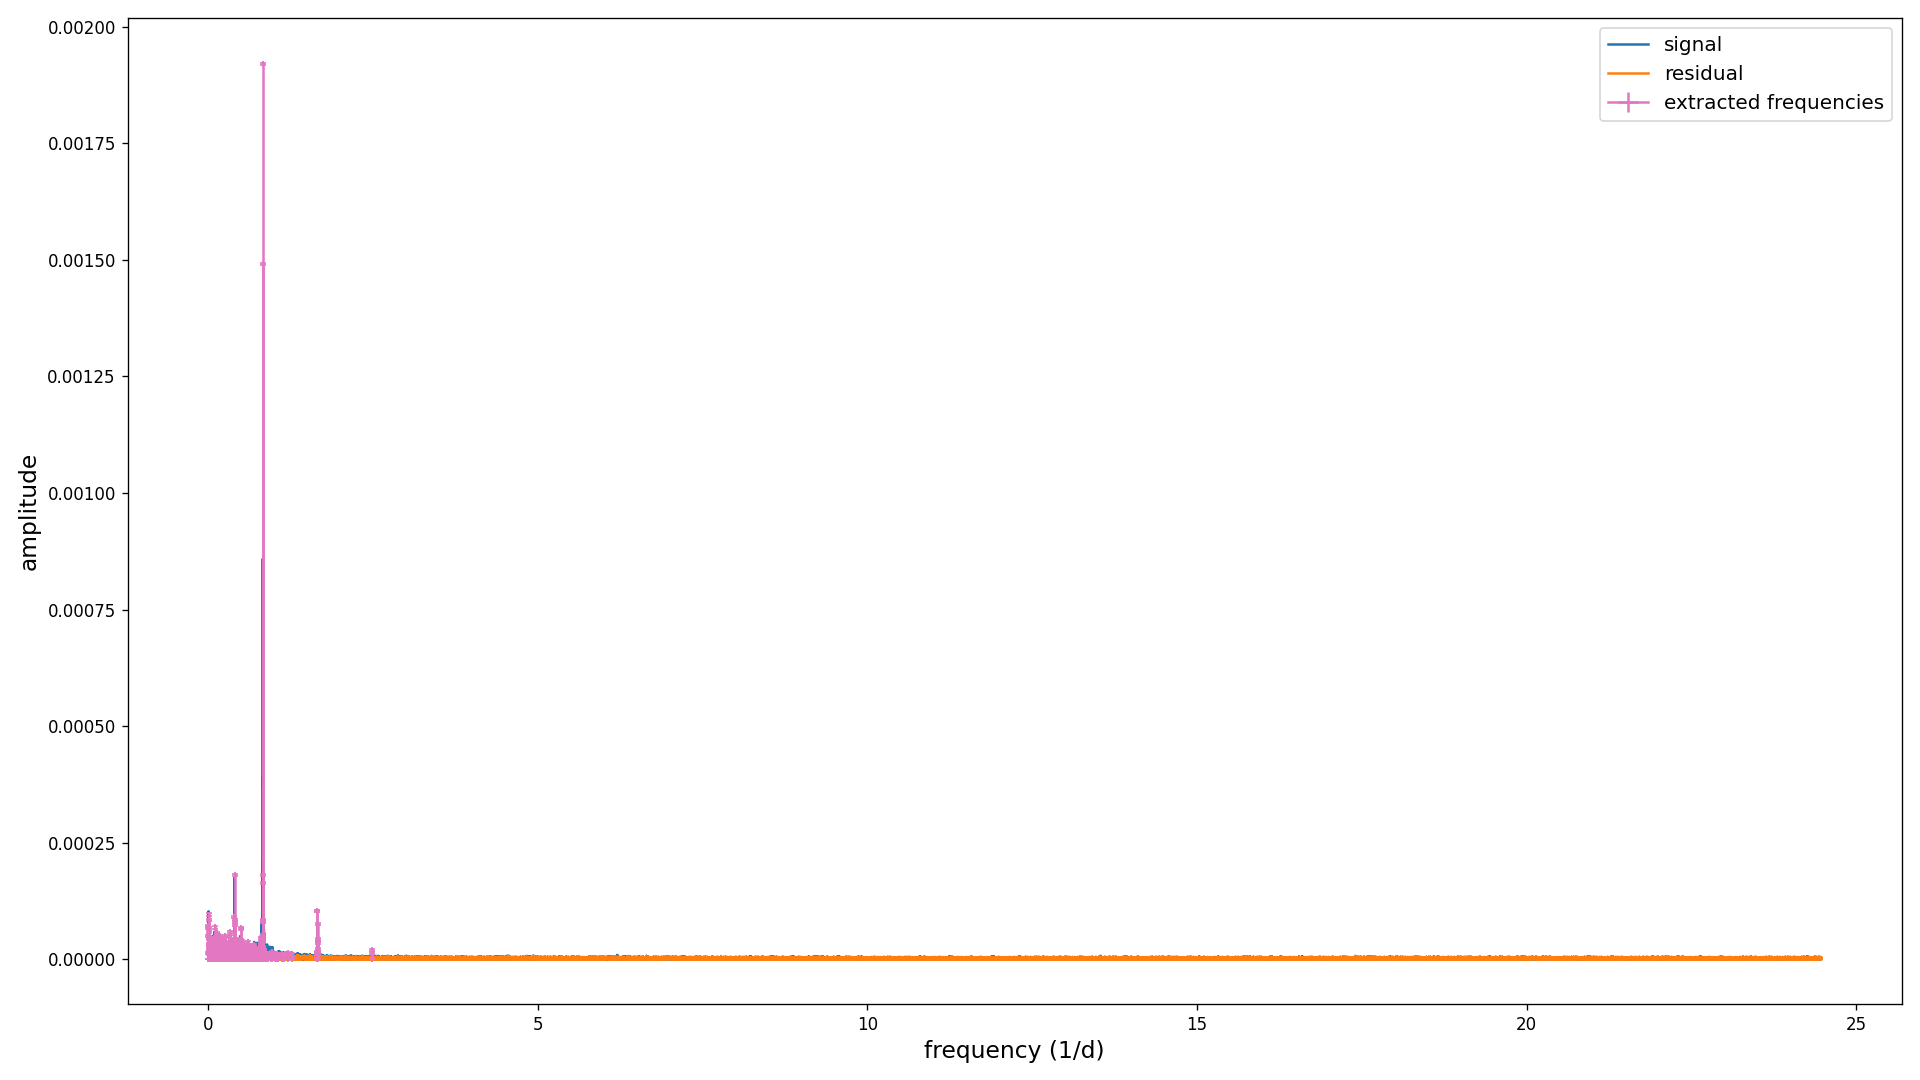 0.00200
0.00175
0.00150
0.00125
0.00100
0.00075
0.00050
0.00025
0.00000
amplitude
0 5 10 15 20 25
frequency (1/d)
signal
residual
extracted frequencies